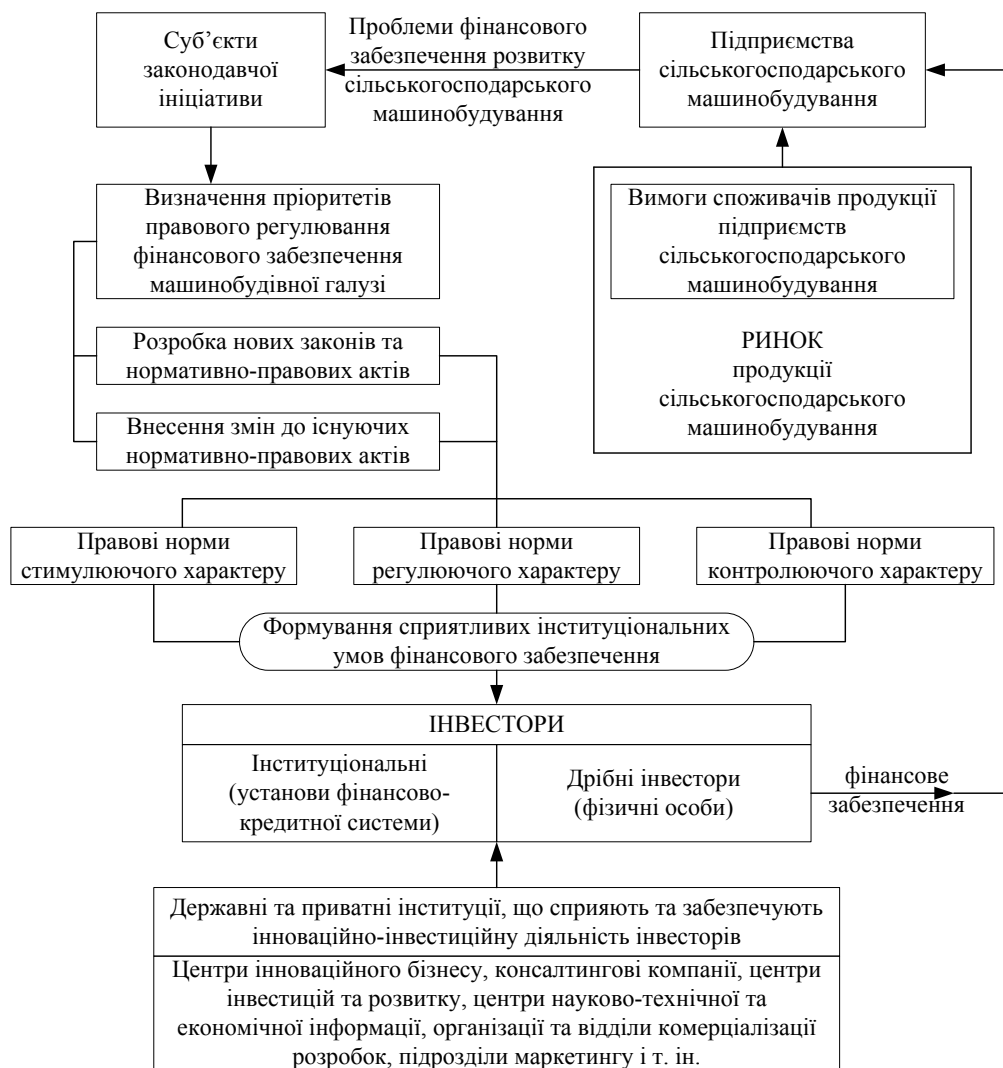 Суб’єкти
законодавчої
ініціативи
Проблеми фінансового
забезпечення розвитку
сільськогосподарського
машинобудування
Підприємства
сільськогосподарського
машинобудування
Визначення пріоритетів
правового регулювання
фінансового забезпечення
машинобудівної галузі
Вимоги споживачів продукції
підприємств
сільськогосподарського
машинобудування
РИНОК
продукції
сільськогосподарського
машинобудування
Розробка нових законів та
нормативно-правових актів
Внесення змін до існуючих
нормативно-правових актів
Правові норми
стимулюючого характеру
Правові норми
регулюючого характеру
Правові норми
контролюючого характеру
Формування сприятливих інституціональних
умов фінансового забезпечення
ІНВЕСТОРИ
Інституціональні
(установи фінансово-
кредитної системи)
Дрібні інвестори
(фізичні особи)
фінансове
забезпечення
Державні та приватні інституції, що сприяють та забезпечують
інноваційно-інвестиційну діяльність інвесторів
Центри інноваційного бізнесу, консалтингові компанії, центри
інвестицій та розвитку, центри науково-технічної та
економічної інформації, організації та відділи комерціалізації
розробок, підрозділи маркетингу і т. ін.